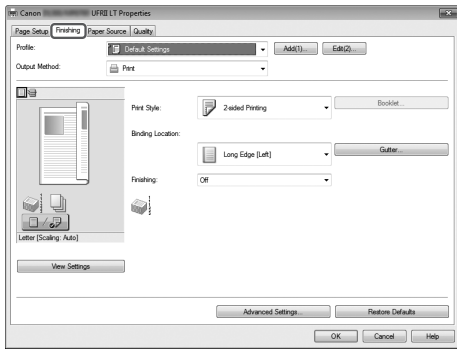 Canon UFRII LT Properties
Page Setup Finishing Paper Source Quality
Profile: Default Settings Add(1)... Edit(2)...
Output Method: Print
Print Style: 2-sided Printing Booklet...
Binding Location:
Long Edge [Left] Gutter...
Finishing: Off
Letter [Scaling: Auto]
View Settings
Advanced Settings... Restore Defaults
OK Cancel Help